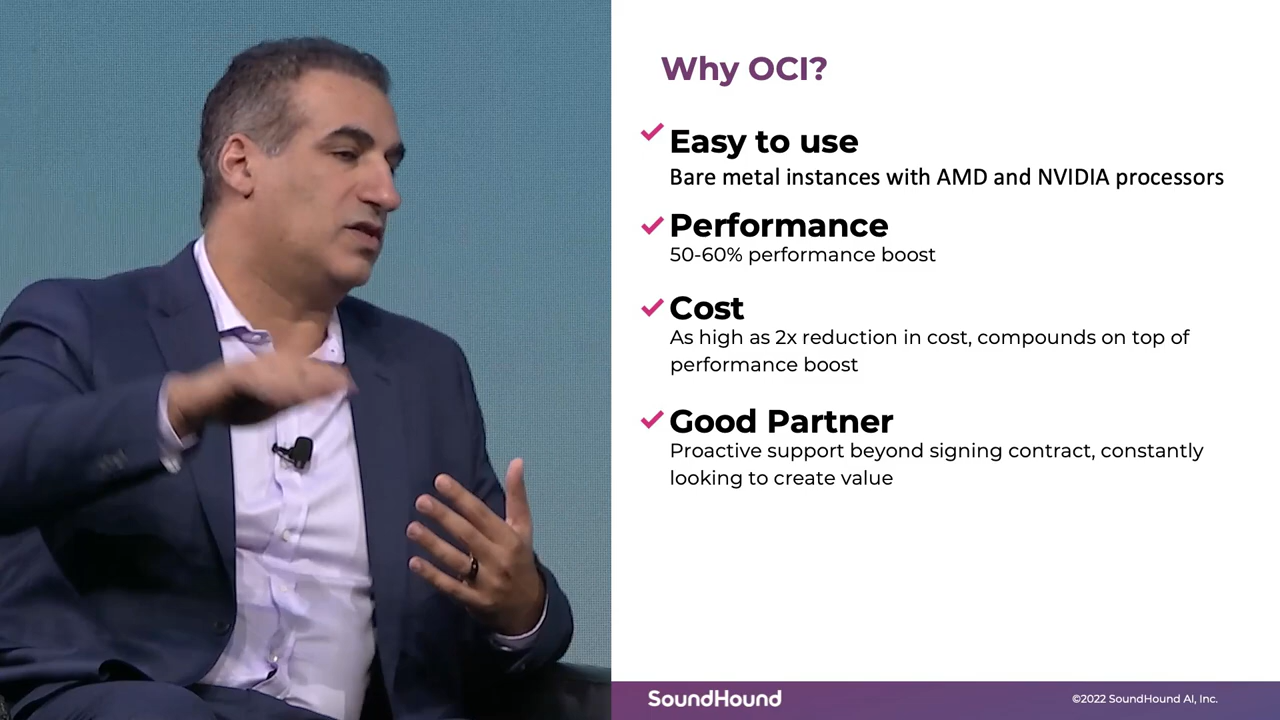 Why OCI?
Easy to use
Bare metal instances with AMD and NVIDIA processors
Performance
50-60% performance boost
Cost
As high as 2x reduction in cost, compounds on top of
performance boost
Good Partner
Proactive support beyond signing contract, constantly
looking to create value
SoundHound
©2022 SoundHound AI, Inc.